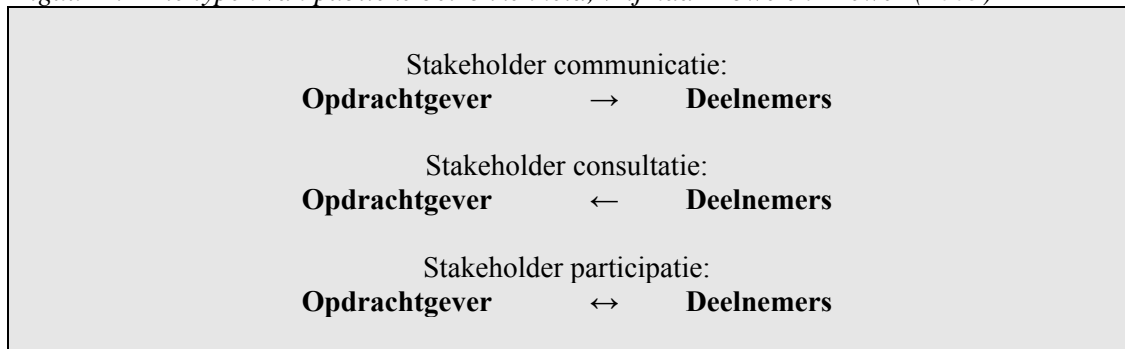 Stakeholder communicatie:
Opdrachtgever → Deelnemers
Stakeholder consultatie:
Opdrachtgever ← Deelnemers
Stakeholder participatie:
Opdrachtgever ↔ Deelnemers